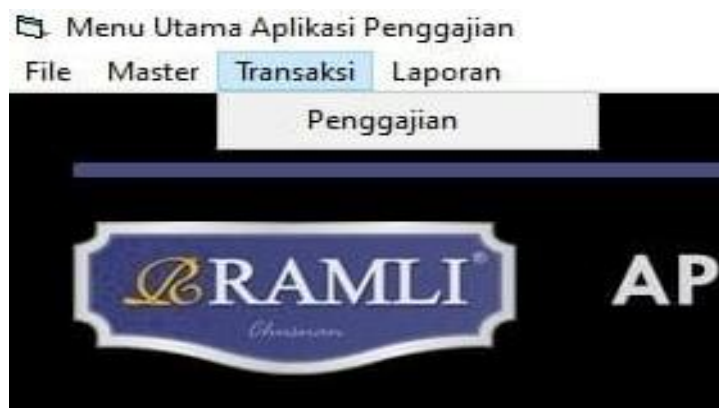 Menu Utama Aplikasi Penggajian
File Master Transaksi Laporan
Penggajian
RAMLI
AP